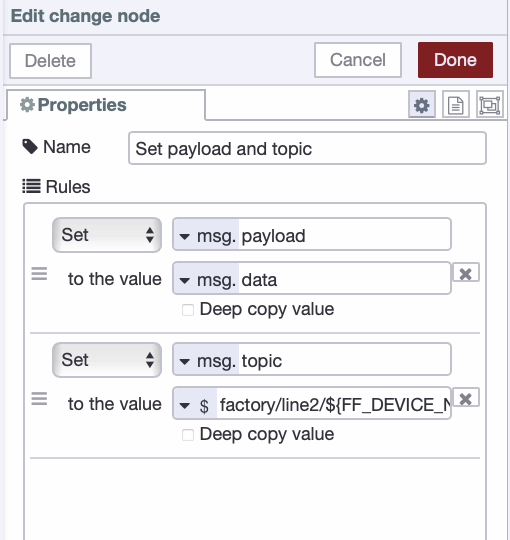 Edit change node
Delete
Cancel
Done
Properties
Name
Set payload and topic
Rules
Set
msg. payload
to the value
msg. data
Deep copy value
Set
msg. topic
to the value
$ factory/line2/${FF_DEVICE_
Deep copy value